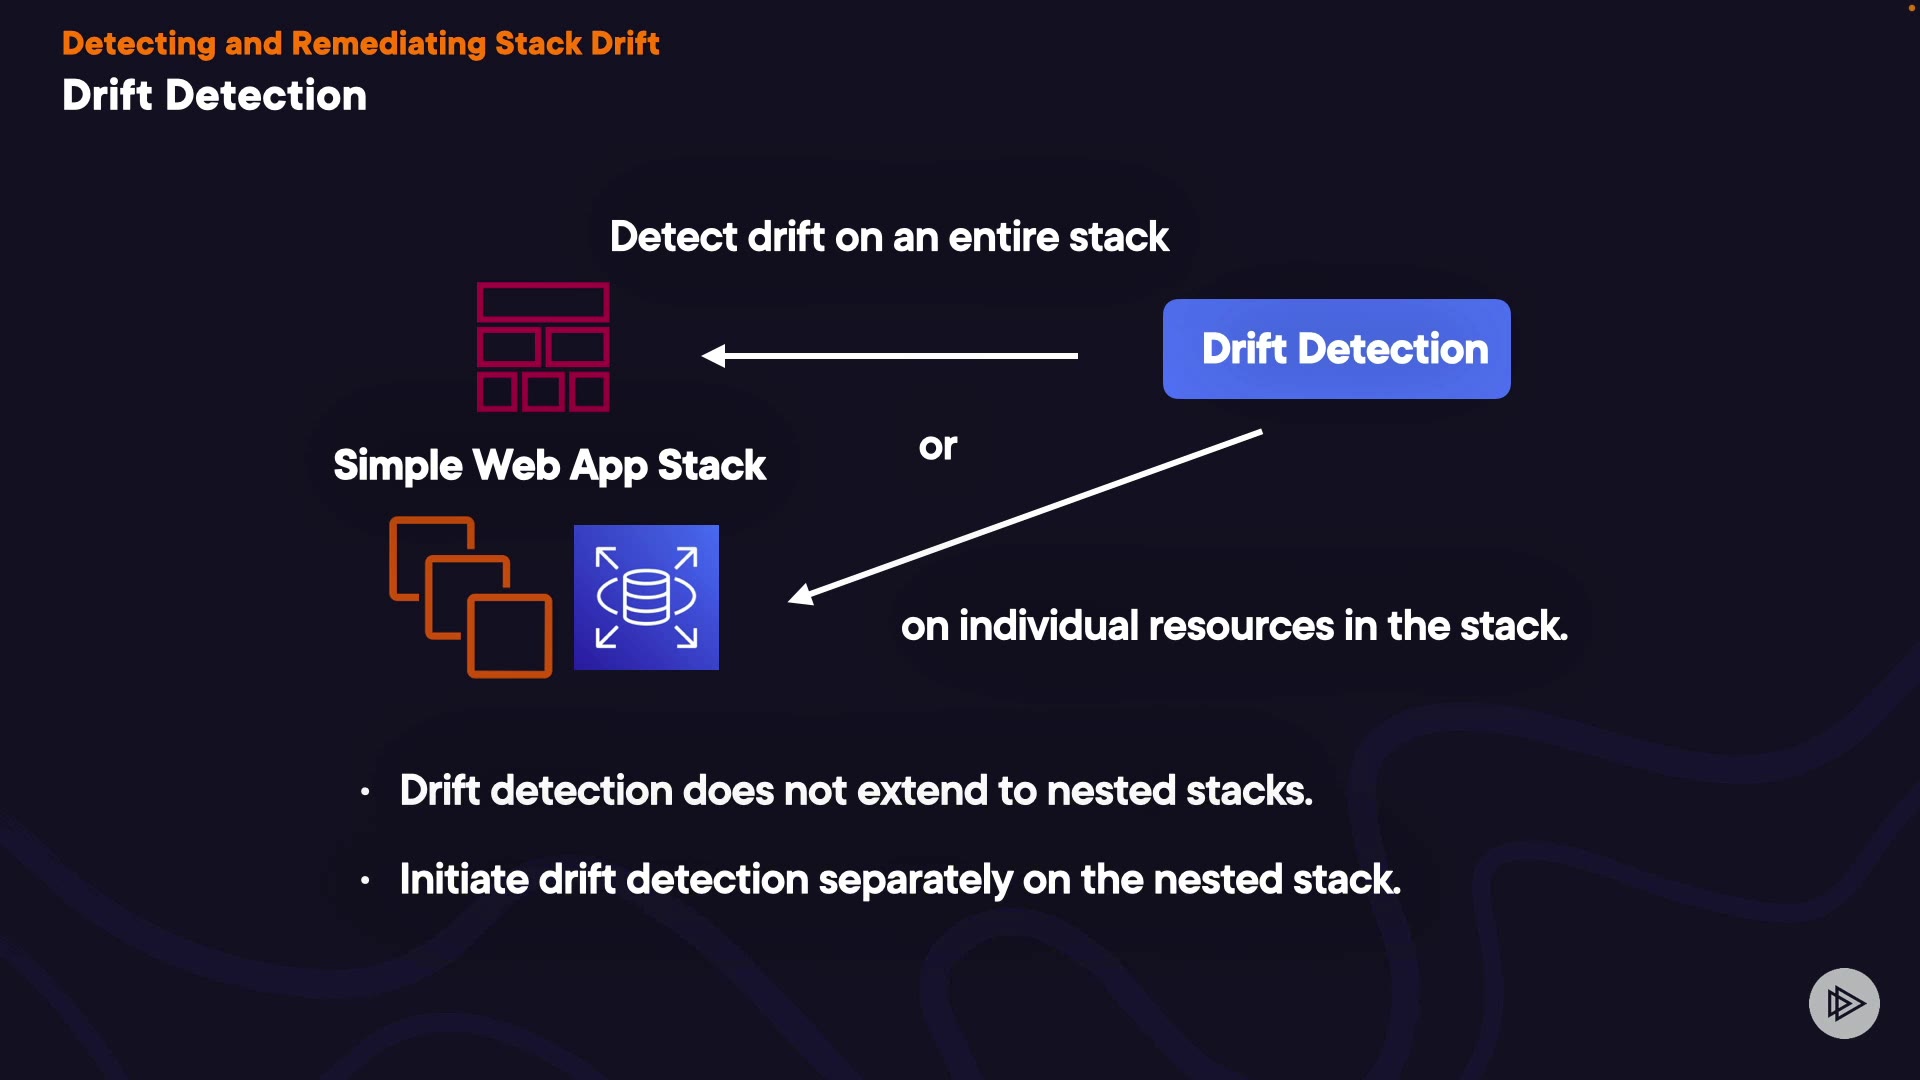 Detecting and Remediating Stack Drift
Drift Detection
Detect drift on an entire stack
Drift Detection
or
Simple Web App Stack
on individual resources in the stack.
• Drift detection does not extend to nested stacks.
• Initiate drift detection separately on the nested stack.